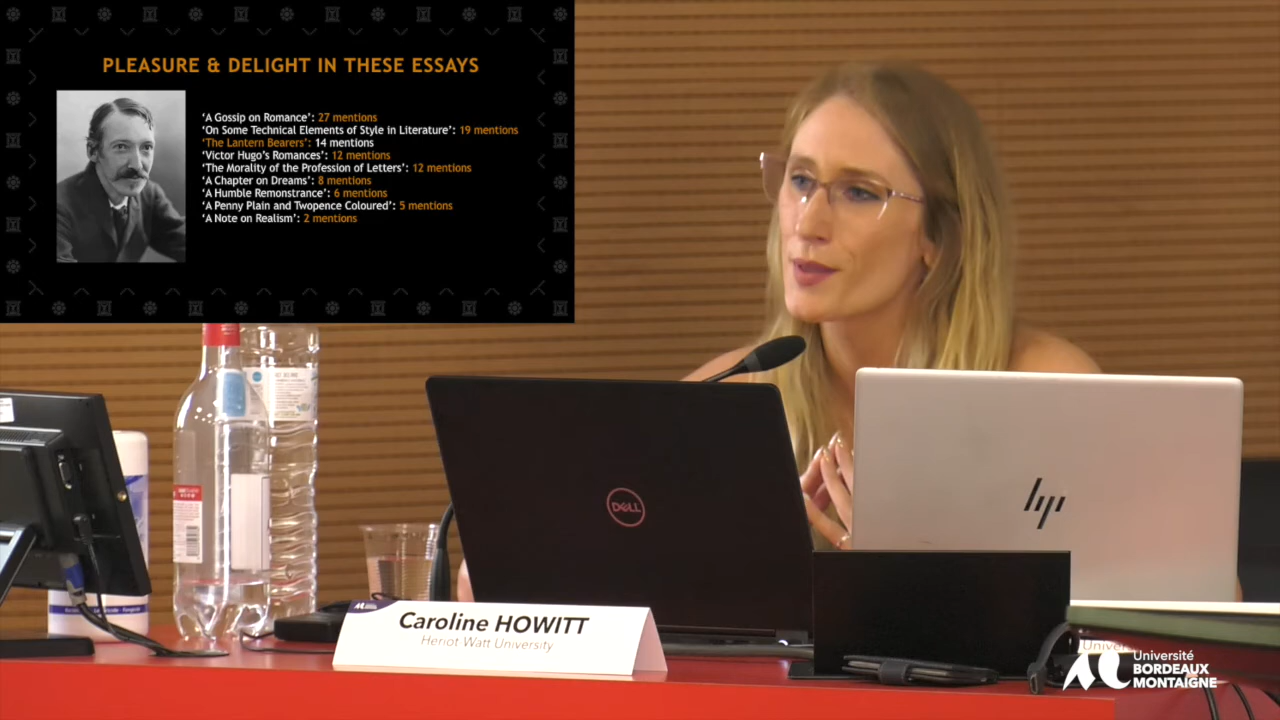 PLEASURE & DELIGHT IN THESE ESSAYS
‘A Gossip on Romance’: 27 mentions
‘On Some Technical Elements of Style in Literature’: 19 mentions
‘The Lantern Bearers’: 14 mentions
‘Victor Hugo’s Romances’: 12 mentions
‘The Morality of the Profession of Letters’: 12 mentions
‘A Chapter on Dreams’: 8 mentions
‘A Humble Remonstrance’: 6 mentions
‘A Penny Plain and Twopence Coloured’: 5 mentions
‘A Note on Realism’: 2 mentions
DELL
hp
Caroline HOWITT
Heriot Watt University
Université
BORDEAUX
MONTAIGNE